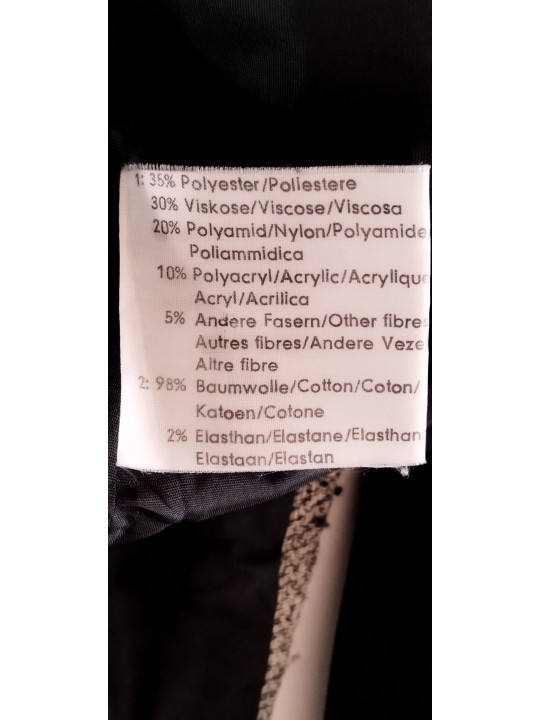 1: 35% Polyester/Poliestere
30% Viskose/Viscose/Viscosa
20% Polyamid/Nylon/Polyamide
Poliammidica
10% Polyacryl/Acrylic/Acrylique
Acryl/Acrilica
5% Andere Fasern/Other fibres
Autres fibres/Andere Vezel
Altre fibre
2: 98% Baumwolle/Cotton/Coton/
Katoen/Cotone
2% Elasthan/Elastane/Elasthan
Elastaan/Elastan